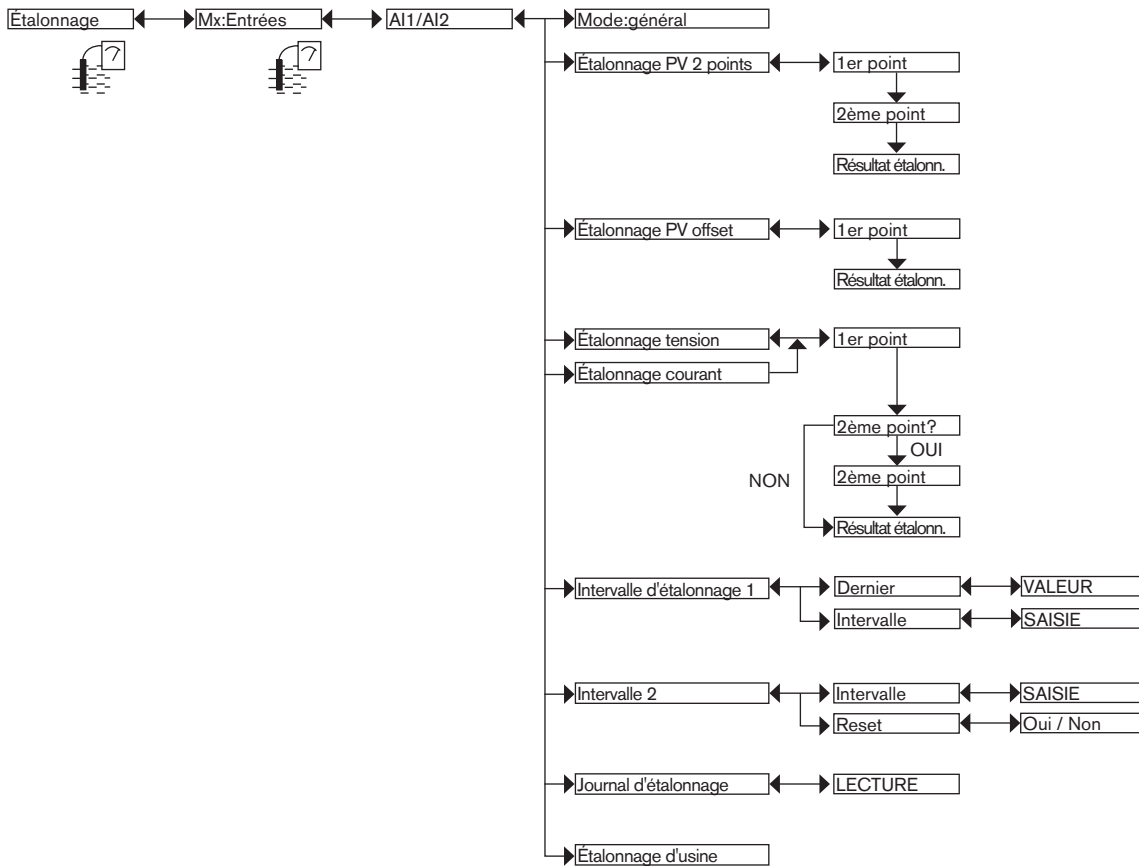 Étalonnage
Mx:Entrées
AI1/AI2
Mode:général
Étalonnage PV 2 points
1er point
2ème point
Résultat étalonn.
Étalonnage PV offset
1er point
Résultat étalonn.
Étalonnage tension
1er point
Étalonnage courant
2ème point?
OUI
NON
2ème point
Résultat étalonn.
Intervalle d'étalonnage 1
Dernier
VALEUR
Intervalle
SAISIE
Intervalle 2
Intervalle
SAISIE
Reset
Oui / Non
Journal d'étalonnage
LECTURE
Étalonnage d'usine